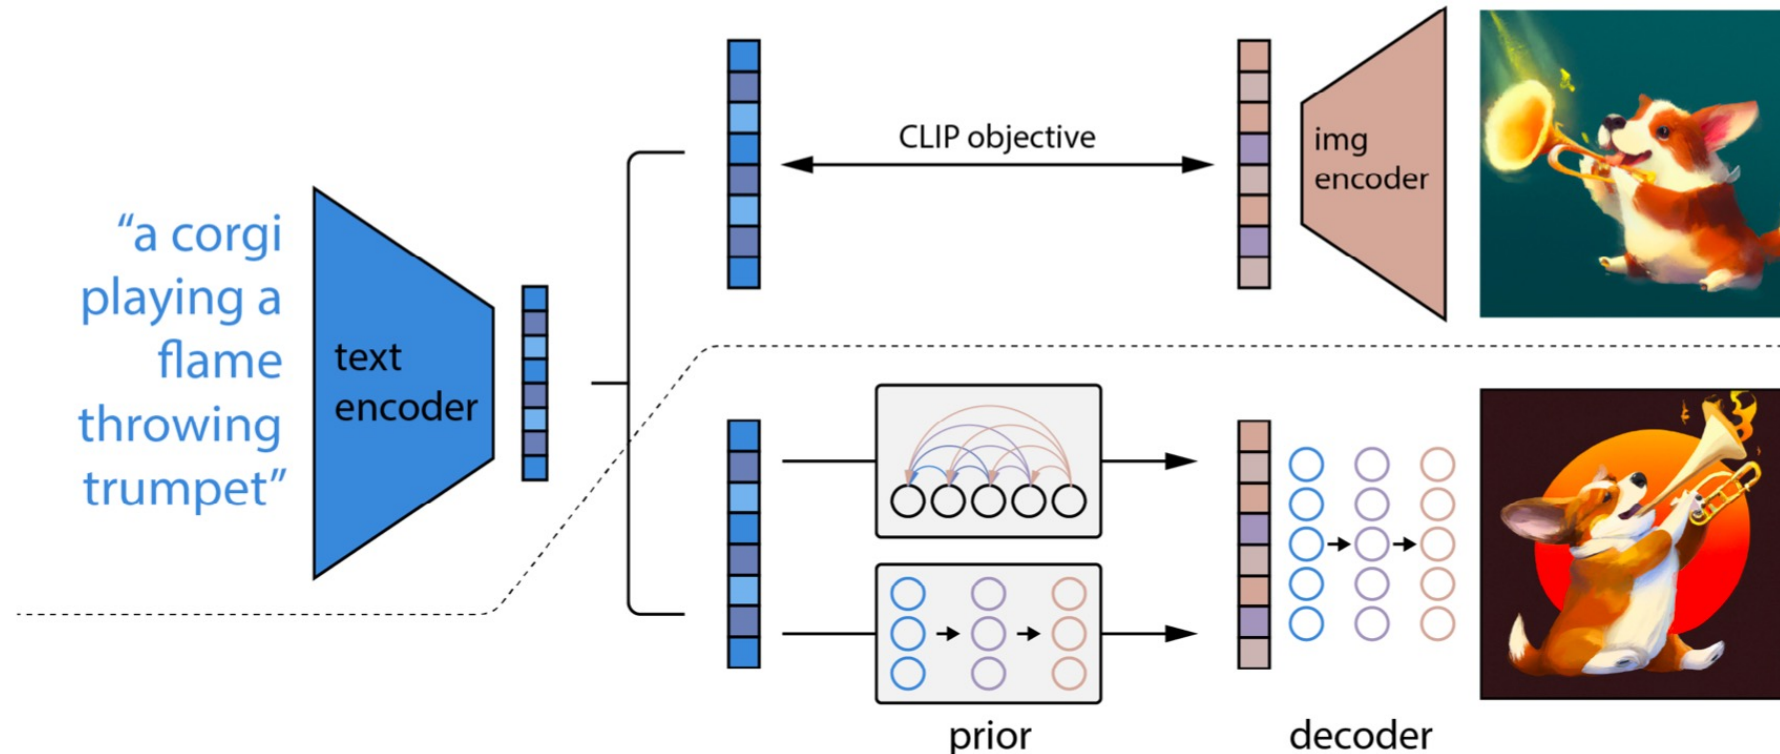 “a corgi
playing a
flame
throwing
trumpet”
text
encoder
CLIP objective
img
encoder
prior
decoder